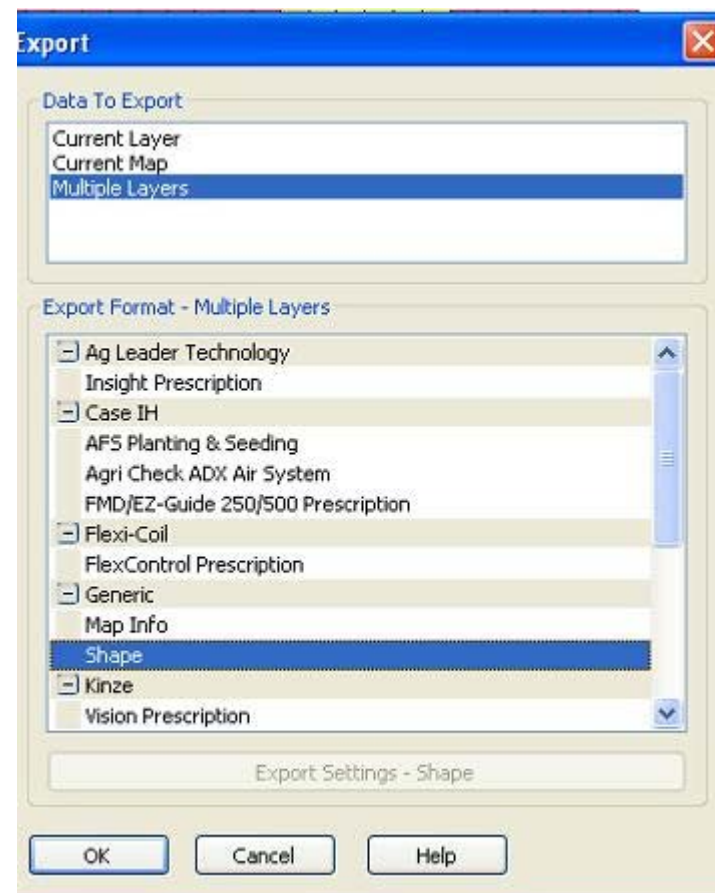 Export
Data To Export
Current Layer
Current Map
Multiple Layers
Export Format - Multiple Layers
Ag Leader Technology
Insight Prescription
Case IH
AFS Planting & Seeding
Agri Check ADX Air System
FMD/EZ-Guide 250/500 Prescription
Flexi-Coil
FlexControl Prescription
Generic
Map Info
Shape
Kinze
Vision Prescription
Export Settings - Shape
OK Cancel Help